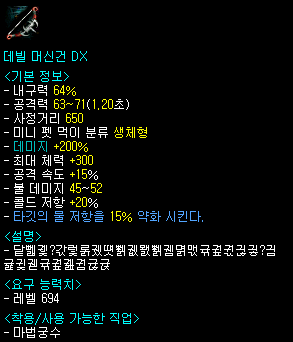 데빌 머신건 DX
<기본 정보>
- 내구력 64%
- 공격력 63~71(1,20초)
- 사정거리 650
- 미니 펫 먹이 분류 생체형
- 데미지 +200%
- 최대 체력 +300
- 공격 속도 +15%
- 불 데미지 45~52
- 콜드 저항 +20%
- 타깃의 물 저항을 15% 약화 시킨다.
<설명>
<요구 능력치>
- 레벨 694
<착용/사용 가능한 직업>
- 마법궁수